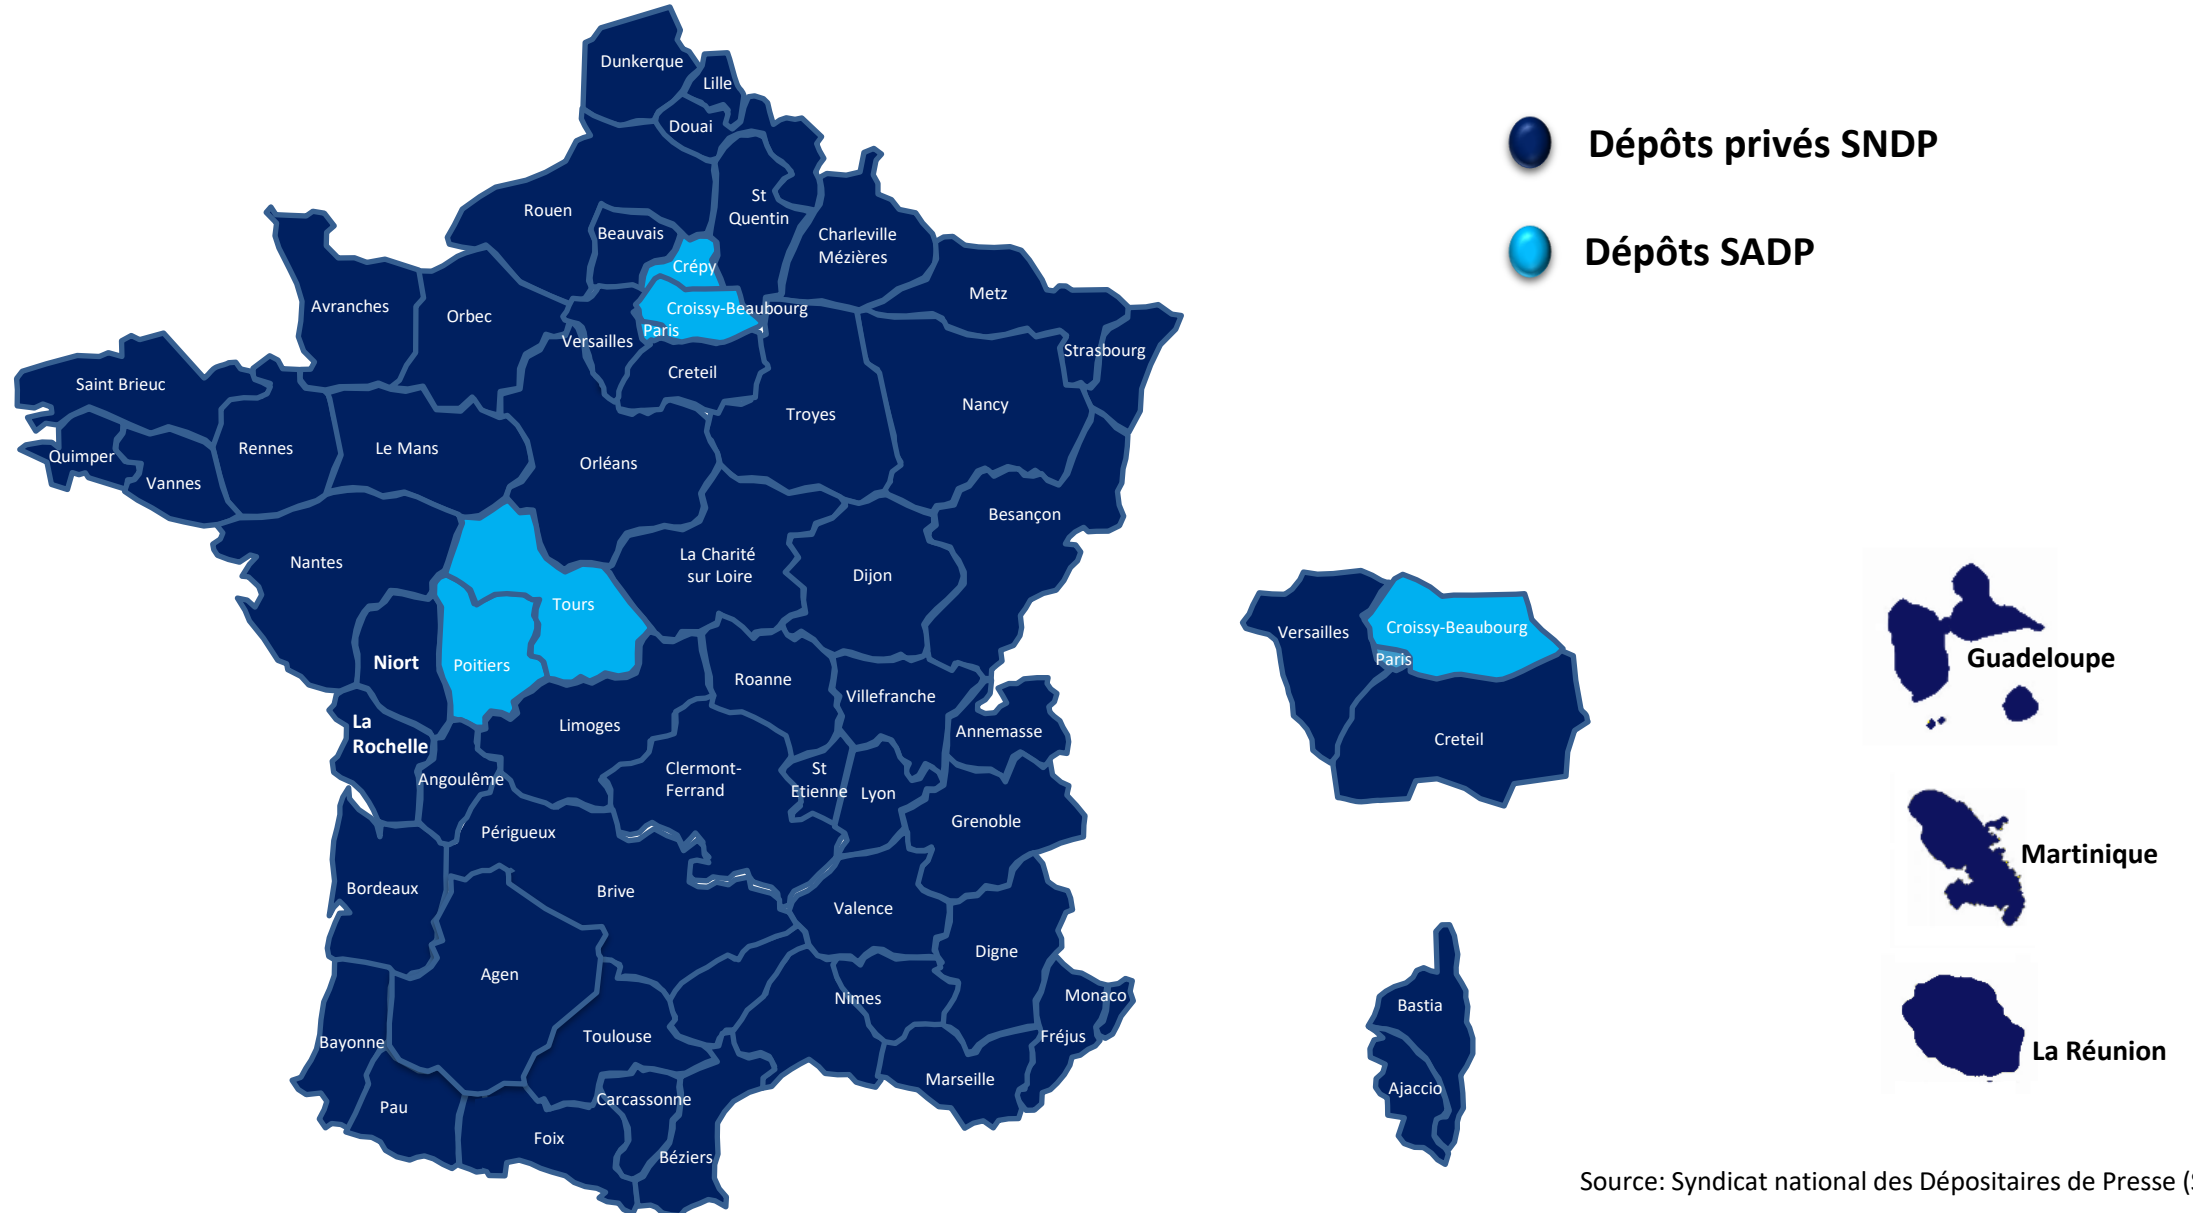 Dunkerque
Lille
Douai
St
Quentin
Rouen
Beauvais
Charleville
Mézières
Crépy
Metz
Avranches
Orbec
Croissy-Beaubourg
Paris
Versailles
Strasbourg
Creteil
Saint Brieuc
Nancy
Troyes
Rennes
Le Mans
Quimper
Orléans
Vannes
Besançon
Nantes
La Charité
sur Loire
Dijon
Tours
Niort
Poitiers
Roanne
Villefranche
La
Rochelle
Limoges
Annemasse
Angoulême
Clermont-
Ferrand
St
Etienne
Lyon
Grenoble
Périgueux
Bordeaux
Brive
Valence
Digne
Agen
Nimes
Monaco
Toulouse
Fréjus
Bayonne
Marseille
Carcassonne
Pau
Foix
Béziers
Dépôts privés SNDP
Dépôts SADP
Versailles
Croissy-Beaubourg
Paris
Creteil
Bastia
Ajaccio
Guadeloupe
Martinique
La Réunion
Source: Syndicat national des Dépositaires de Presse (